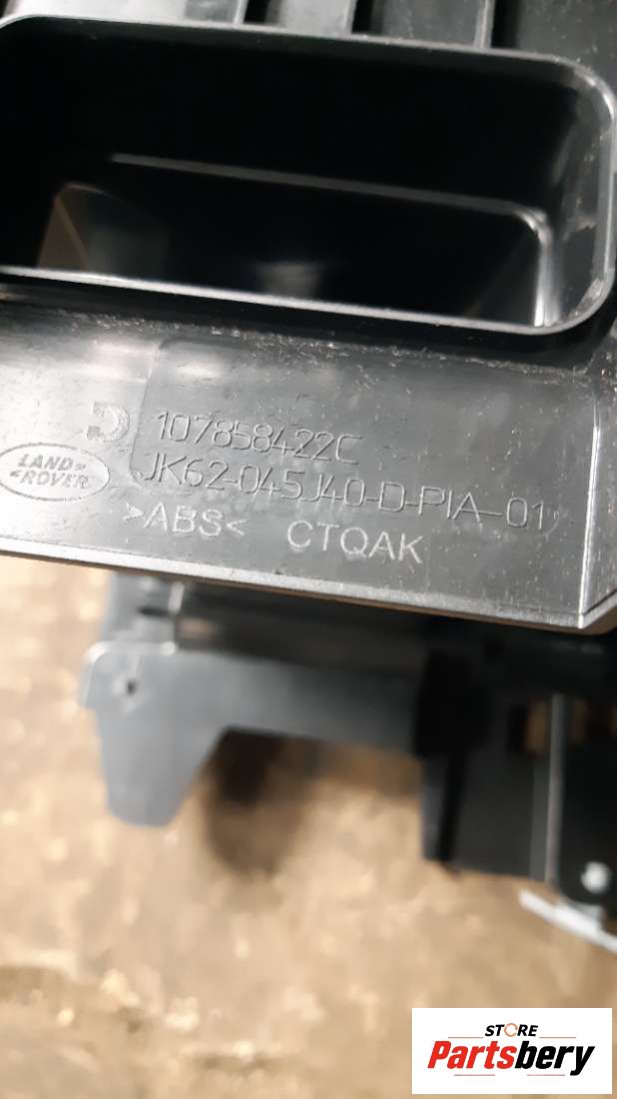 107858422C
LAND
ROVER
JK62-045J40-D-PIA-01
>ABS< CTQAK
STORE
Partsbery